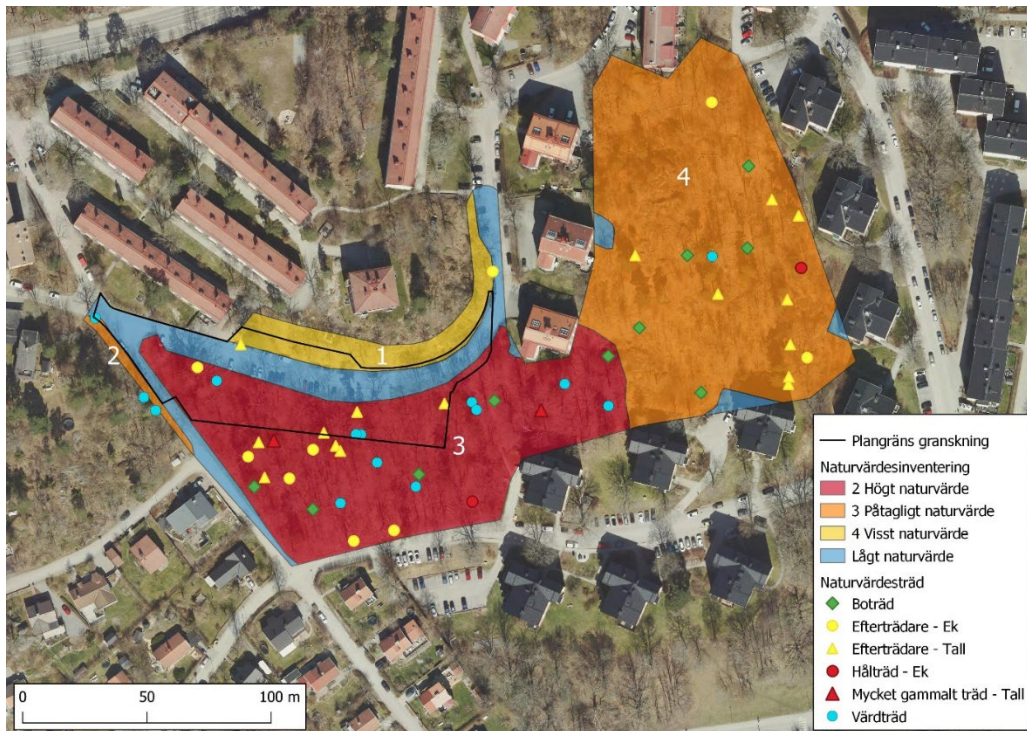 4
1
2
3
Plangräns granskning
Naturvärdesinventering
2 Högt naturvärde
3 Påtagligt naturvärde
4 Visst naturvärde
Lågt naturvärde
Naturvärdesträd
Boträd
Efterträdare - Ek
Efterträdare - Tall
Hålträd - Ek
Mycket gammalt träd - Tall
Värdträd
0 50 100 m